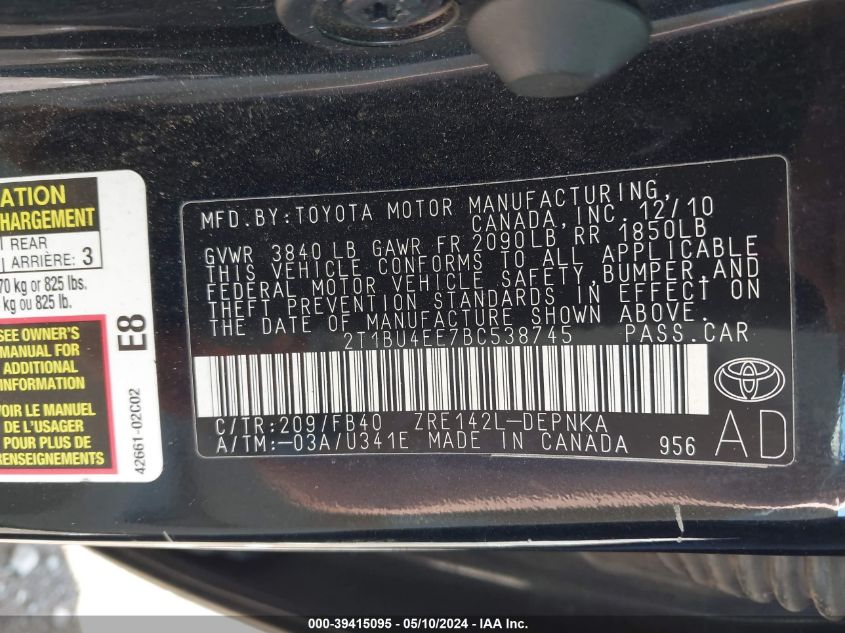 ATION
CHARGEMENT
REAR
ARRIÈRE: 3
70 kg or 825 lbs.
kg ou 825 lb.
SEE OWNER'S
MANUAL FOR
ADDITIONAL
INFORMATION
VOIR LE MANUEL
DE L'USAGER
POUR PLUS DE
RENSEIGNEMENTS
E8
42661-02C02
MFD.BY:TOYOTA MOTOR MANUFACTURING,
CANADA,INC. 12/10
GVWR 3840 LB GAWR FR 2090LB RR 1850LB
THIS VEHICLE CONFORMS TO ALL APPLICABLE
FEDERAL MOTOR VEHICLE SAFETY,BUMPER,AND
THEFT PREVENTION STANDARDS IN EFFECT ON
THE DATE OF MANUFACTURE SHOWN ABOVE.
2T1BU4EE7BC538745 PASS.CAR
C/TR:209/FB40 ZRE142L-DEPNKA
A/TM:-03A/U341E MADE IN CANADA 956
AD
000-39415095 - 05/10/2024 - IAA Inc.